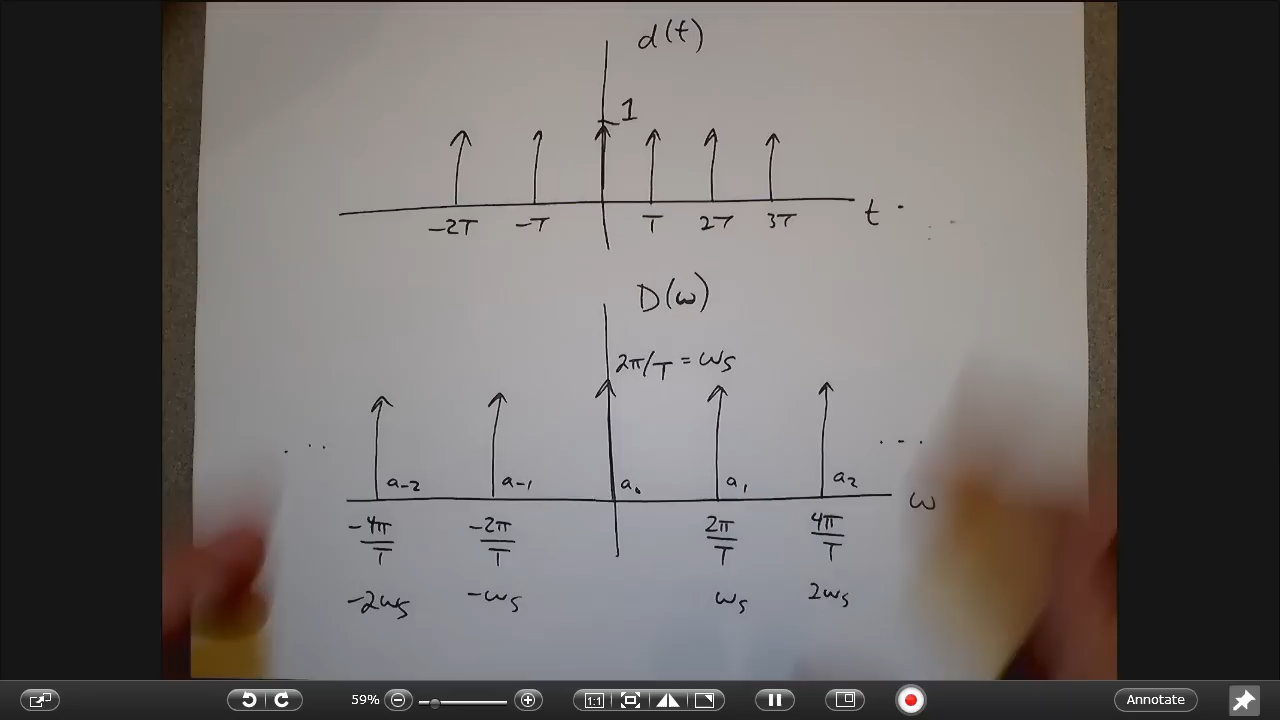 d(t)
1
-2T -T T 2T 3T t
D(ω)
2π/T = ωs
... ...
a-2 a-1 a0 a1 a2
ω
-4π/T -2π/T 2π/T 4π/T
-2ωs -ωs ωs 2ωs
59% 1:1 Annotate